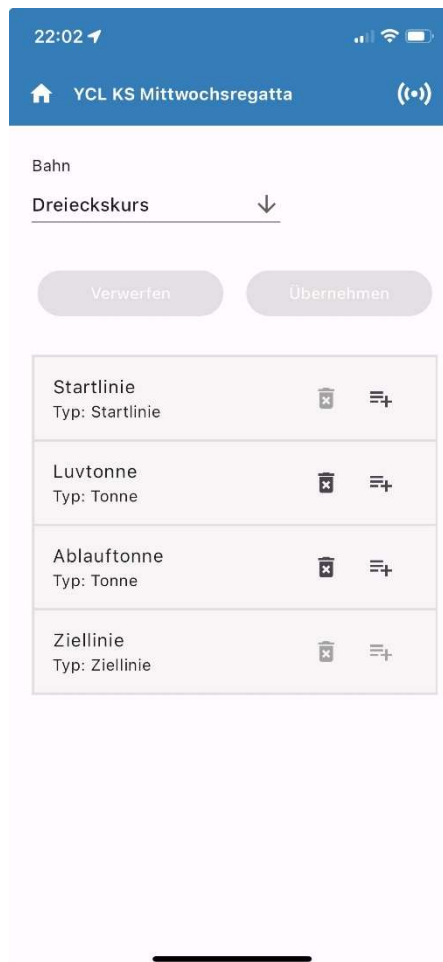 22:02
YCL KS Mittwochsregatta
Bahn
Dreieckskurs
Verwerfen Übernehmen
Startlinie
Typ: Startlinie
Luvtonne
Typ: Tonne
Ablauftonne
Typ: Tonne
Ziellinie
Typ: Ziellinie